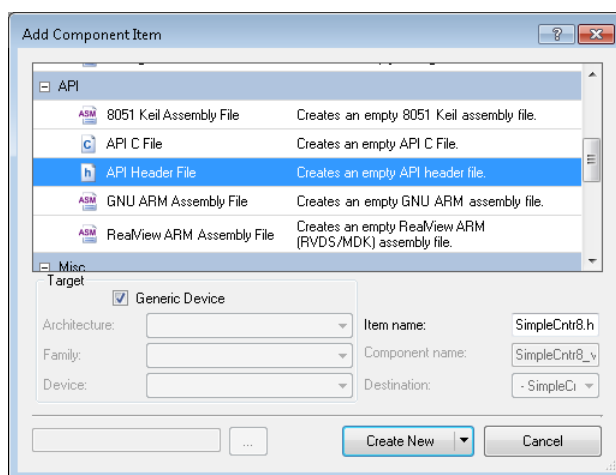 Add Component Item
API
ASM 8051 Keil Assembly File Creates an empty 8051 Keil assembly file.
C API C File Creates an empty API C File.
h API Header File Creates an empty API header file.
ASM GNU ARM Assembly File Creates an empty GNU ARM assembly file.
ASM RealView ARM Assembly File Creates an empty RealView ARM
(RVDS/MDK) assembly file.
Misc
Target
Generic Device
Architecture: Item name: SimpleCntr8.h
Family: Component name: SimpleCntr8_v
Device: Destination: - SimpleCr
... Create New Cancel